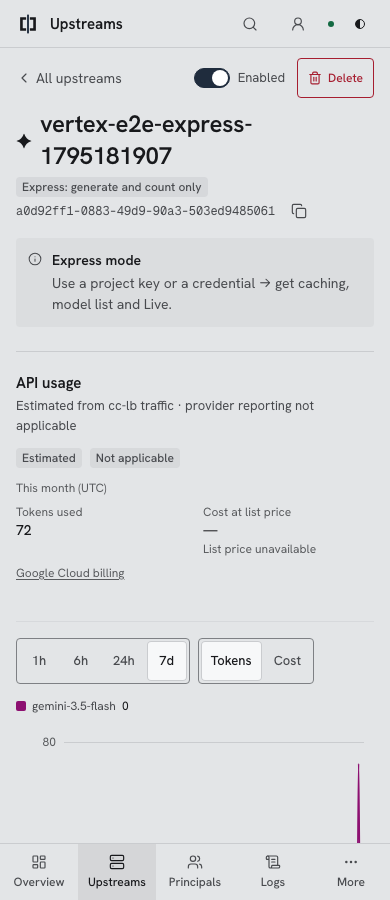 Upstreams
All upstreams
Enabled
Delete
vertex-e2e-express-
1795181907
Express: generate and count only
a0d92ff1-0883-49d9-90a3-503ed9485061
Express mode
Use a project key or a credential → get caching,
model list and Live.
API usage
Estimated from cc-lb traffic · provider reporting not
applicable
Estimated Not applicable
This month (UTC)
Tokens used Cost at list price
72 —
List price unavailable
Google Cloud billing
1h 6h 24h 7d Tokens Cost
gemini-3.5-flash 0
80
Overview Upstreams Principals Logs More